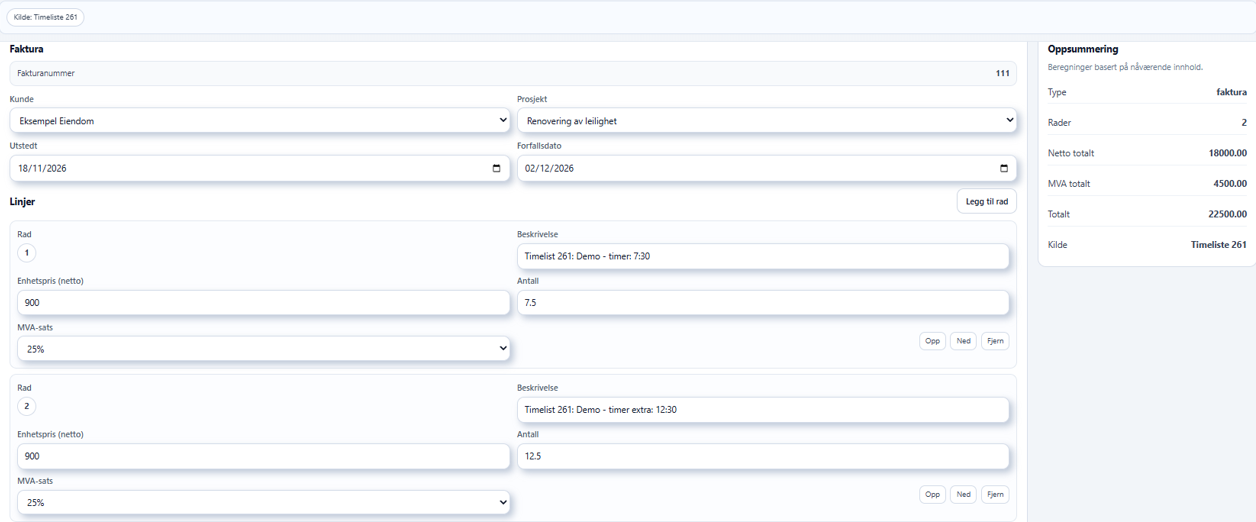 Kilde: Timeliste 261
Faktura
Fakturanummer 111
Kunde Prosjekt
Eksempel Eiendom Renovering av leilighet
Utstedt Forfallsdato
18/11/2026 02/12/2026
Linjer Legg til rad
Rad Beskrivelse
1 Timelist 261: Demo - timer: 7:30
Enhetspris (netto) Antall
900 7.5
MVA-sats
25% Opp Ned Fjern
Rad Beskrivelse
2 Timelist 261: Demo - timer extra: 12:30
Enhetspris (netto) Antall
900 12.5
MVA-sats
25% Opp Ned Fjern
Oppsummering
Beregninger basert på nåværende innhold.
Type faktura
Rader 2
Netto totalt 18000.00
MVA totalt 4500.00
Totalt 22500.00
Kilde Timeliste 261